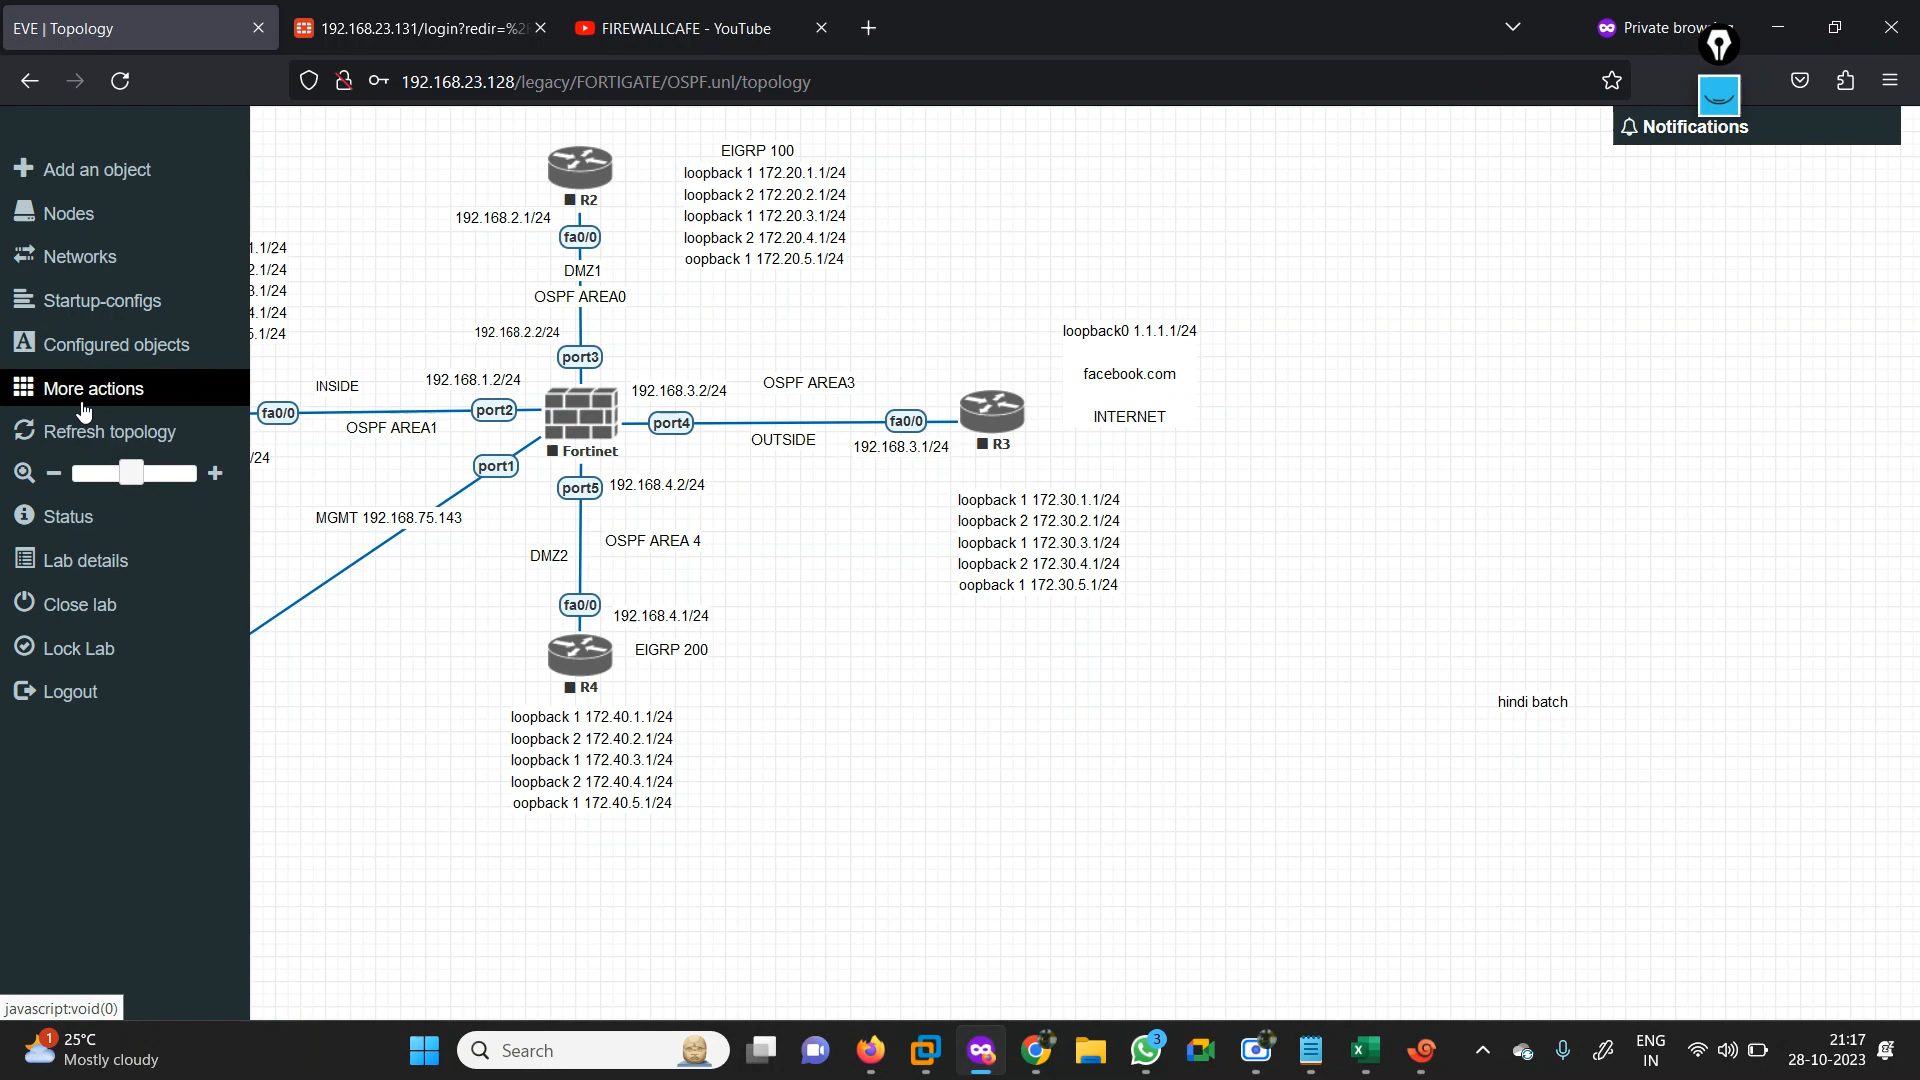 EVE | Topology
192.168.23.131/login?redir=%2F
FIREWALLCAFE - YouTube
Private brow
192.168.23.128/legacy/FORTIGATE/OSPF.unl/topology
Notifications
Add an object
Nodes
Networks
Startup-configs
Configured objects
More actions
Refresh topology
Status
Lab details
Close lab
Lock Lab
Logout
1.1/24
2.1/24
3.1/24
4.1/24
5.1/24
/24
R2
192.168.2.1/24
fa0/0
DMZ1
OSPF AREA0
192.168.2.2/24
port3
EIGRP 100
loopback 1 172.20.1.1/24
loopback 2 172.20.2.1/24
loopback 1 172.20.3.1/24
loopback 2 172.20.4.1/24
oopback 1 172.20.5.1/24
INSIDE
192.168.1.2/24
fa0/0
port2
OSPF AREA1
Fortinet
port1
MGMT 192.168.75.143
192.168.3.2/24
port4
OSPF AREA3
OUTSIDE
fa0/0
192.168.3.1/24
R3
loopback0 1.1.1.1/24
facebook.com
INTERNET
loopback 1 172.30.1.1/24
loopback 2 172.30.2.1/24
loopback 1 172.30.3.1/24
loopback 2 172.30.4.1/24
oopback 1 172.30.5.1/24
port5
192.168.4.2/24
OSPF AREA 4
DMZ2
fa0/0
192.168.4.1/24
EIGRP 200
R4
loopback 1 172.40.1.1/24
loopback 2 172.40.2.1/24
loopback 1 172.40.3.1/24
loopback 2 172.40.4.1/24
oopback 1 172.40.5.1/24
hindi batch
javascript:void(0)
1
25°C
Mostly cloudy
Search
3
ENG
IN
21:17
28-10-2023